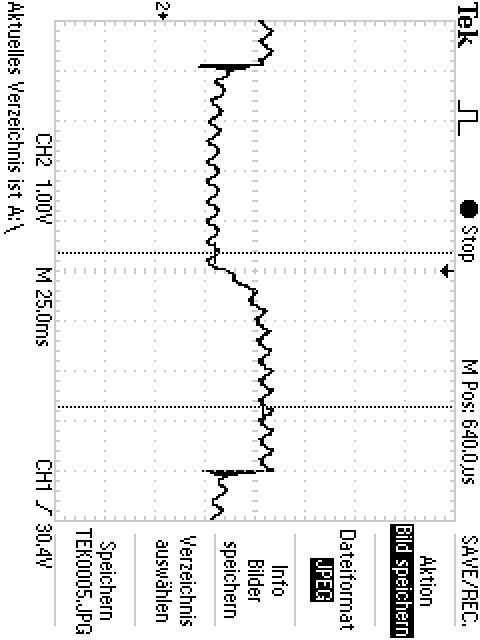 Tek
Stop
M Pos: 640.0µs
SAVE/REC.
Aktion
Bild speichern
Dateiformat
JPEG
Info
Bilder
speichern
Verzeichnis
auswählen
Speichern
TEK0005.JPG
2
CH2 1.00V
M 25.0ms
CH1 / 30.4V
Aktuelles Verzeichnis ist A:\